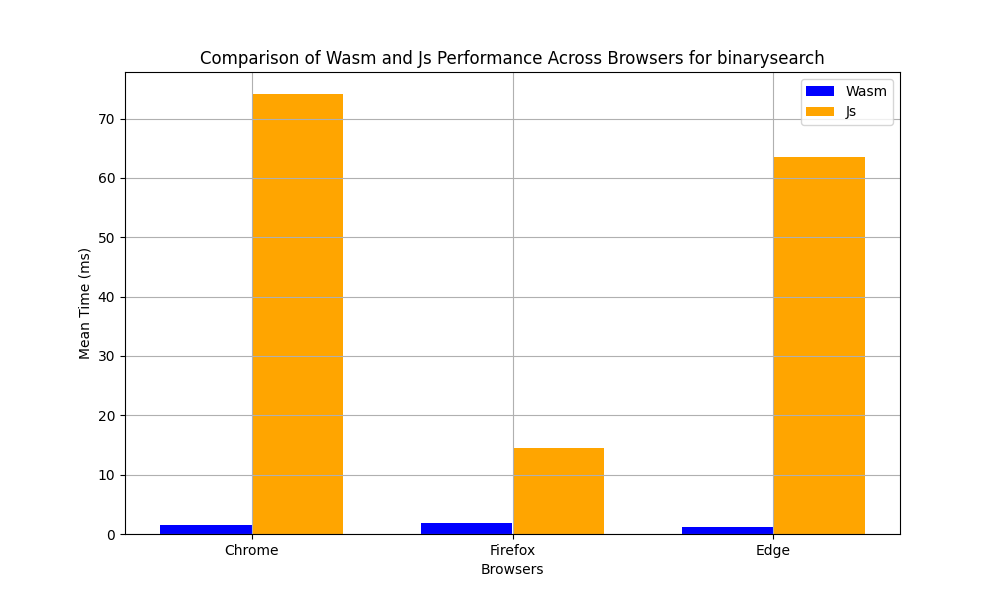 Comparison of Wasm and Js Performance Across Browsers for binarysearch
Wasm
Js
Mean Time (ms)
70
60
50
40
30
20
10
0
Chrome
Firefox
Edge
Browsers